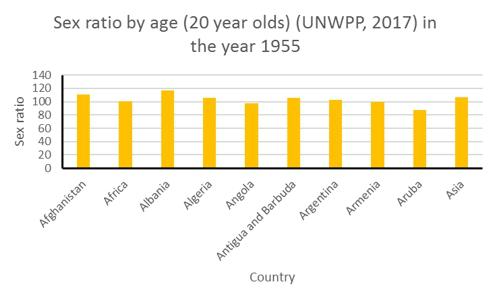 Sex ratio by age (20 year olds) (UNWPP, 2017) in
the year 1955
140
120
100
80
60
40
20
0
Sex ratio
Afghanistan
Africa
Albania
Algeria
Angola
Antigua and Barbuda
Argentina
Armenia
Aruba
Asia
Country